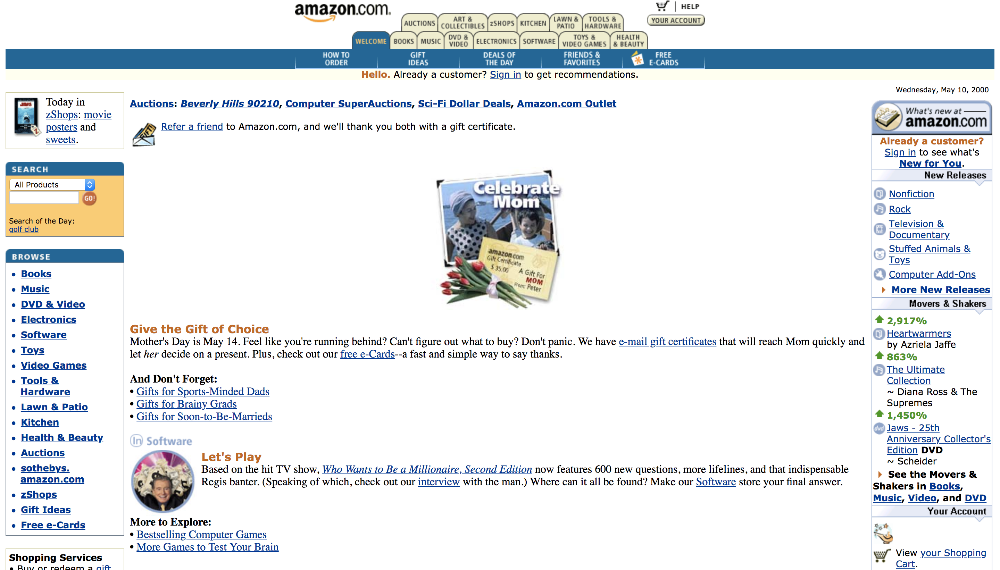 amazon.com.
HELP
YOUR ACCOUNT
AUCTIONS
ART &
COLLECTIBLES
zSHOPS
KITCHEN
LAWN &
PATIO
TOOLS &
HARDWARE
WELCOME
BOOKS
MUSIC
DVD &
VIDEO
ELECTRONICS
SOFTWARE
TOYS &
VIDEO GAMES
HEALTH
& BEAUTY
HOW TO
ORDER
GIFT
IDEAS
DEALS OF
THE DAY
FRIENDS &
FAVORITES
FREE
E-CARDS
Hello. Already a customer? Sign in to get recommendations.
Wednesday, May 10, 2000
JAWS
Today in
zShops: movie
posters and
sweets.
SEARCH
All Products
GO!
Search of the Day:
golf club
BROWSE
• Books
• Music
• DVD & Video
• Electronics
• Software
• Toys
• Video Games
• Tools &
Hardware
• Lawn & Patio
• Kitchen
• Health & Beauty
• Auctions
• sothebys.
amazon.com
• zShops
• Gift Ideas
• Free e-Cards
Shopping Services
• Buy or redeem a gift
Auctions: Beverly Hills 90210, Computer SuperAuctions, Sci-Fi Dollar Deals, Amazon.com Outlet
GIFT!
Refer a friend to Amazon.com, and we'll thank you both with a gift certificate.
Celebrate
Mom
amazon.com
Gift Certificate
$35.00
A Gift For
MOM
From: Peter
Give the Gift of Choice
Mother's Day is May 14. Feel like you're running behind? Can't figure out what to buy? Don't panic. We have e-mail gift certificates that will reach Mom quickly and
let her decide on a present. Plus, check out our free e-Cards--a fast and simple way to say thanks.
And Don't Forget:
• Gifts for Sports-Minded Dads
• Gifts for Brainy Grads
• Gifts for Soon-to-Be-Marrieds
In Software
Let's Play
Based on the hit TV show, Who Wants to Be a Millionaire, Second Edition now features 600 new questions, more lifelines, and that indispensable
Regis banter. (Speaking of which, check out our interview with the man.) Where can it all be found? Make our Software store your final answer.
More to Explore:
• Bestselling Computer Games
• More Games to Test Your Brain
What's new at
amazon.com
Already a customer?
Sign in to see what's
New for You.
New Releases
Nonfiction
Rock
Television &
Documentary
Stuffed Animals &
Toys
Computer Add-Ons
More New Releases
Movers & Shakers
2,917%
Heartwarmers
by Azriela Jaffe
863%
The Ultimate
Collection
~ Diana Ross & The
Supremes
1,450%
dvd
Jaws - 25th
Anniversary Collector's
Edition DVD
~ Scheider
See the Movers &
Shakers in Books,
Music, Video, and DVD
Your Account
View your Shopping
Cart.